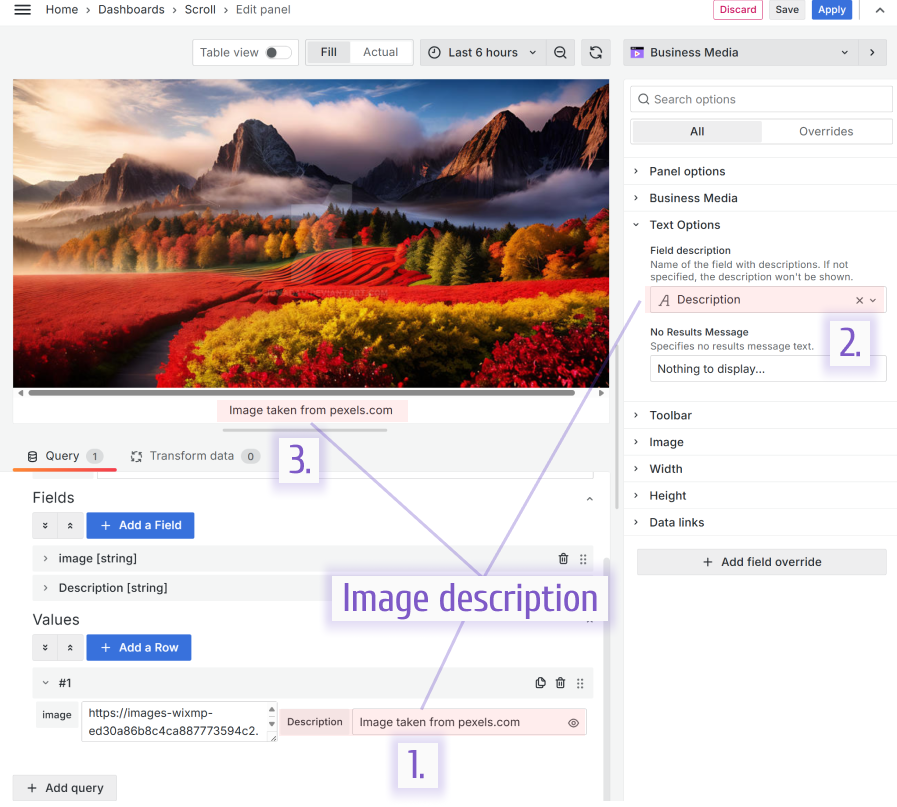 Home › Dashboards › Scroll › Edit panel
Discard Save Apply
Table view Fill Actual Last 6 hours
Business Media
Search options
All Overrides
Panel options
Business Media
Text Options
Field description
Name of the field with descriptions. If not
specified, the description won't be shown.
A Description
2.
No Results Message
Specifies no results message text.
Nothing to display...
Toolbar
Image
Width
Height
Data links
+ Add field override
Image taken from pexels.com
3.
Query 1 Transform data 0
Fields
+ Add a Field
image [string]
Description [string]
Image description
Values
+ Add a Row
#1
image
https://images-wixmp-
ed30a86b8c4ca887773594c2.
Description
Image taken from pexels.com
1.
+ Add query